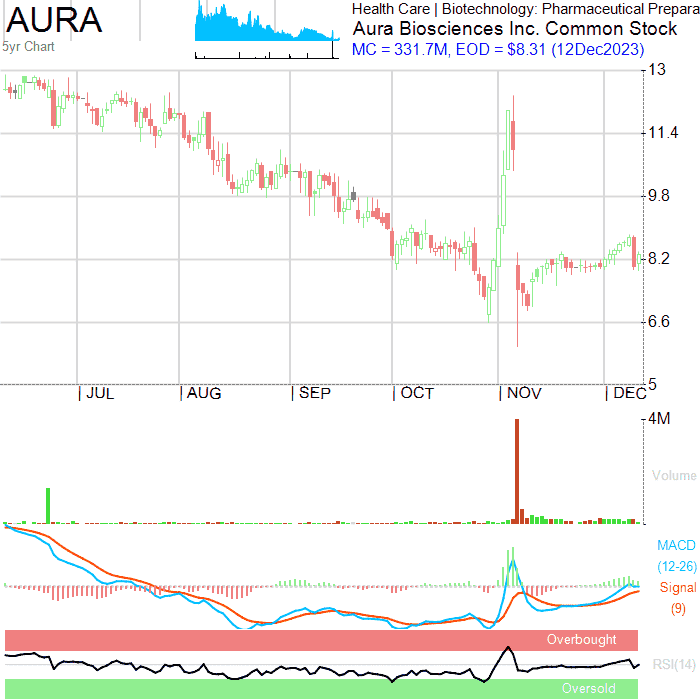 AURA
5yr Chart
Health Care | Biotechnology: Pharmaceutical Prepara
Aura Biosciences Inc. Common Stock
MC = 331.7M, EOD = $8.31 (12Dec2023)
13
11.4
9.8
8.2
6.6
5
| JUL | AUG | SEP | OCT | NOV | DEC
4M
Volume
MACD
(12-26)
Signal
(9)
Overbought
RSI(14)
Oversold